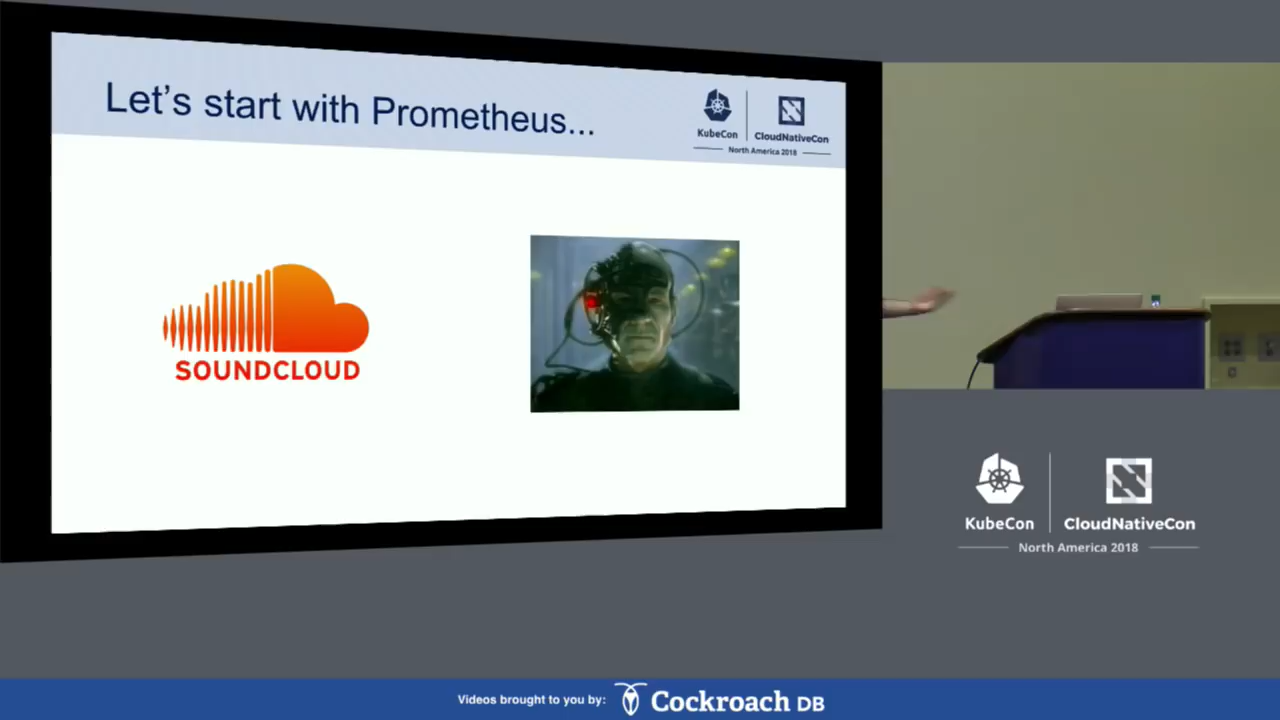 Let's start with Prometheus...
KubeCon
CloudNativeCon
North America 2018
SOUNDCLOUD
KubeCon
CloudNativeCon
North America 2018
Videos brought to you by:
Cockroach DB